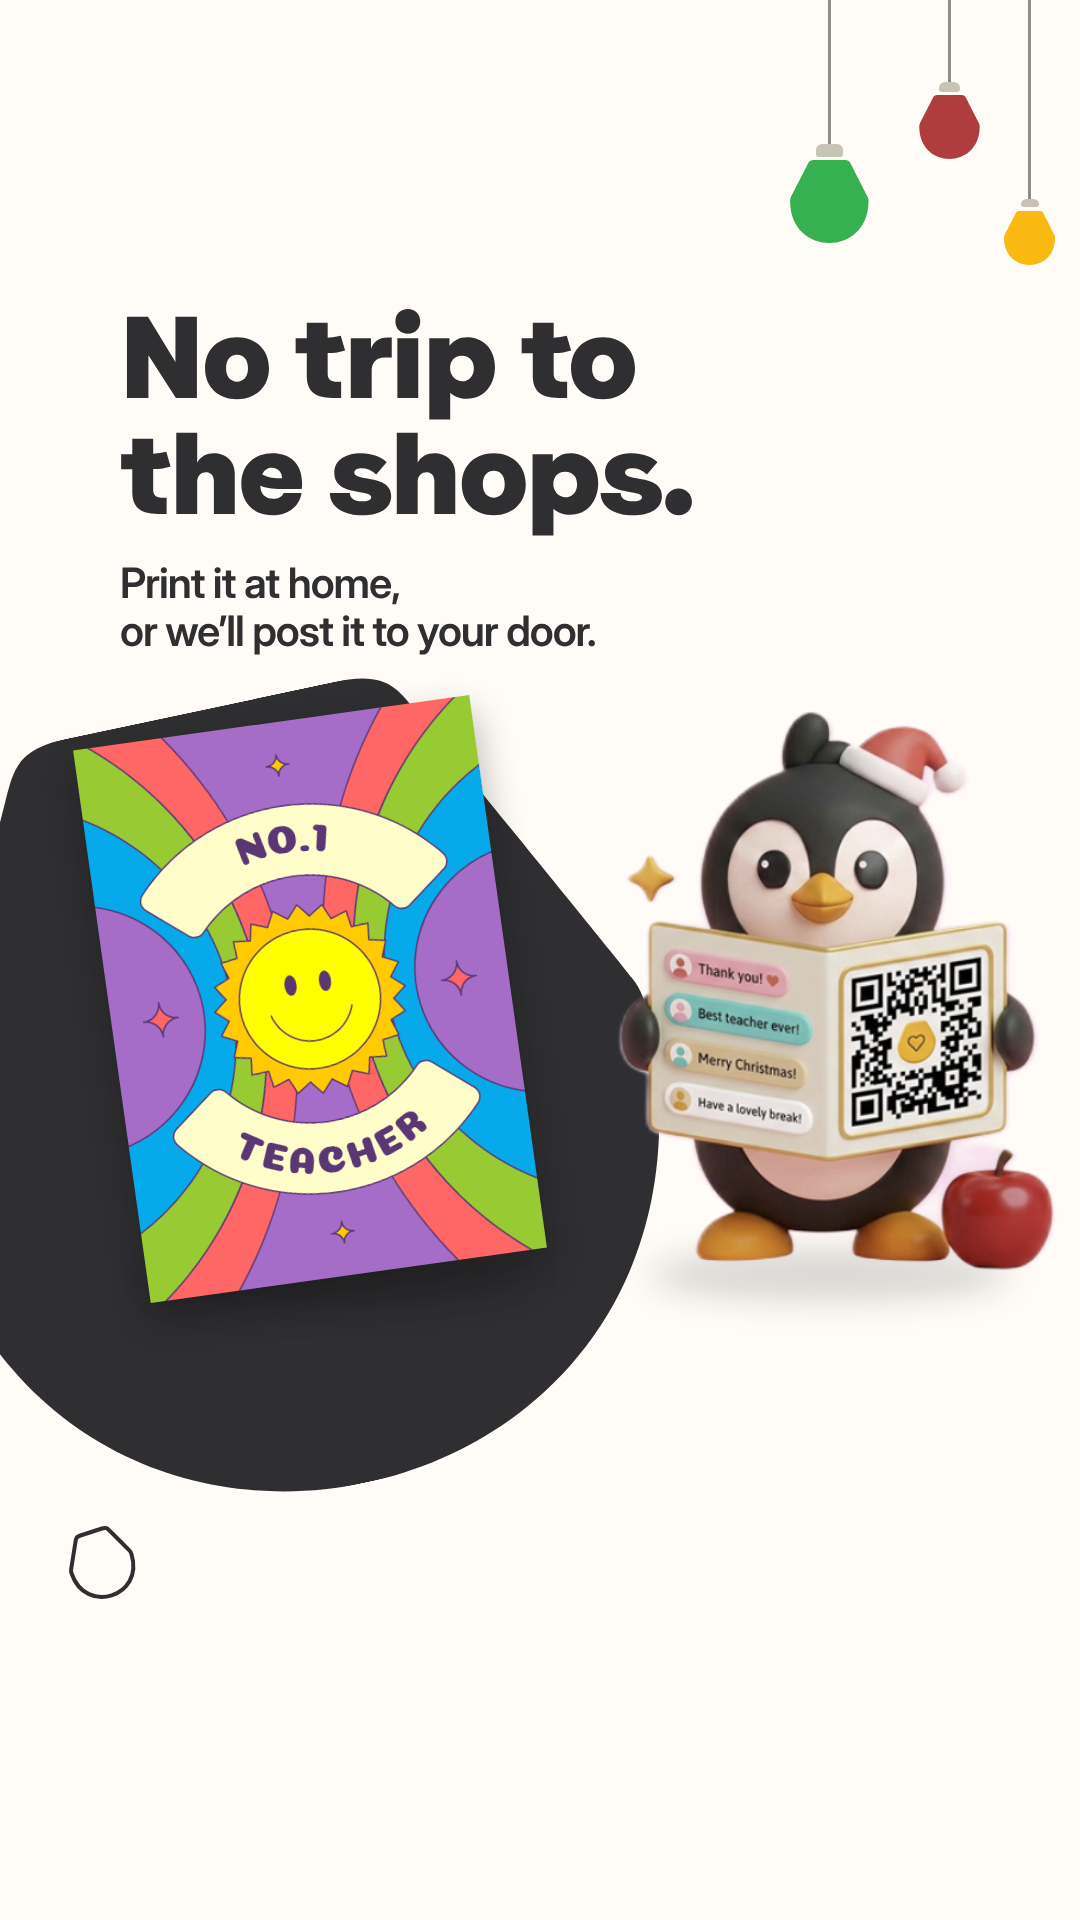 No trip to
the shops.
Print it at home,
or we’ll post it to your door.
NO.1
TEACHER
Thank you!
Best teacher ever!
Merry Christmas!
Have a lovely break!